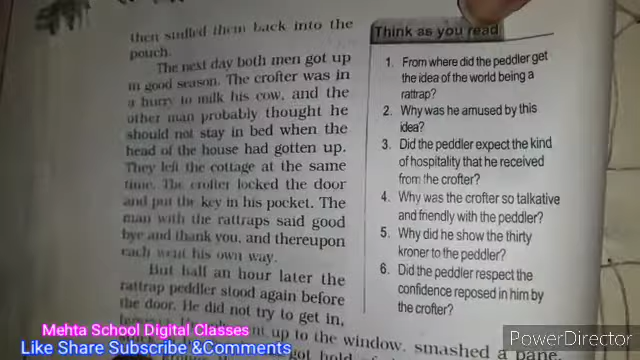 then stuffed them back into the
pouch.
The next day both men got up
in good season. The crofter was in
a hurry to milk his cow, and the
other man probably thought he
should not stay in bed when the
head of the house had gotten up.
They left the cottage at the same
time. The crofter locked the door
and put the key in his pocket. The
man with the rattraps said good
bye and thank you, and thereupon
each went his own way.
But half an hour later the
rattrap peddler stood again before
the door. He did not try to get in,
up to the window, smashed a pane,
got hold of
Think as you read
1. From where did the peddler get
the idea of the world being a
rattrap?
2. Why was he amused by this
idea?
3. Did the peddler expect the kind
of hospitality that he received
from the crofter?
4. Why was the crofter so talkative
and friendly with the peddler?
5. Why did he show the thirty
kroner to the peddler?
6. Did the peddler respect the
confidence reposed in him by
the crofter?
Mehta School Digital Classes
Like Share Subscribe &Comments
PowerDirector